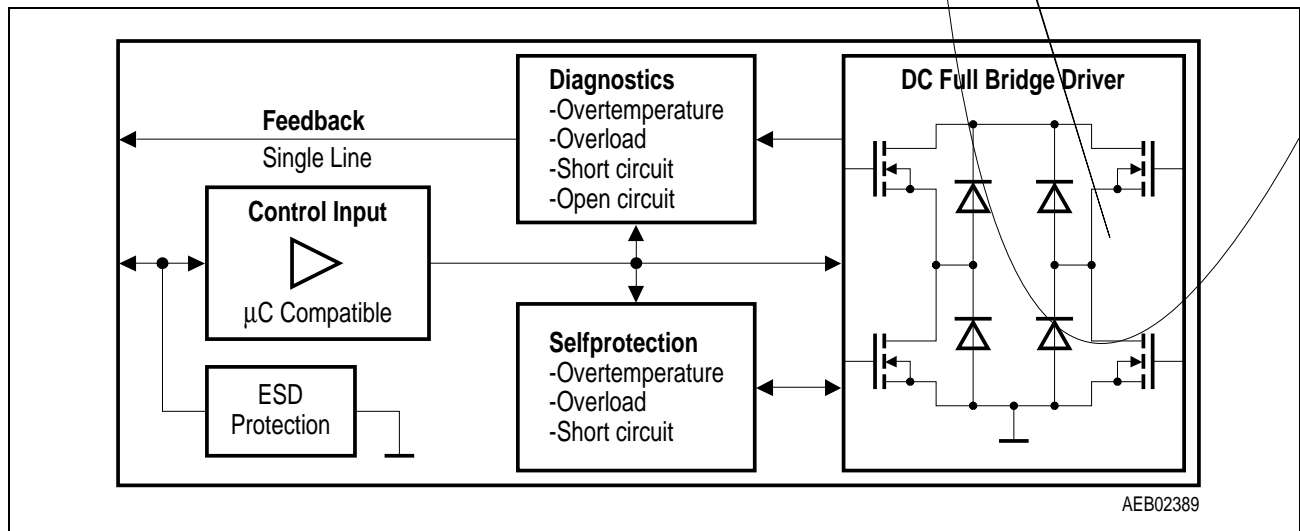 Diagnostics
-Overtemperature
-Overload
-Short circuit
-Open circuit
DC Full Bridge Driver
Feedback
Single Line
Control Input
μC Compatible
Selfprotection
-Overtemperature
-Overload
-Short circuit
ESD
Protection
AEB02389